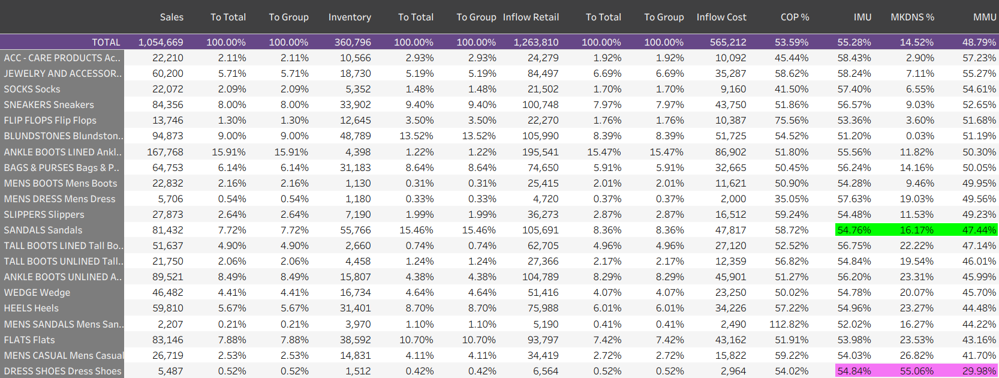 Sales To Total To Group Inventory To Total To Group Inflow Retail To Total To Group Inflow Cost COP % IMU MKDNS % MMU
TOTAL 1,054,669 100.00% 100.00% 360,796 100.00% 100.00% 1,263,810 100.00% 100.00% 565,212 53.59% 55.28% 14.52% 48.79%
ACC - CARE PRODUCTS Ac.. 22,210 2.11% 2.11% 10,566 2.93% 2.93% 24,279 1.92% 1.92% 10,092 45.44% 58.43% 2.90% 57.23%
JEWELRY AND ACCESSOR.. 60,200 5.71% 5.71% 18,730 5.19% 5.19% 84,497 6.69% 6.69% 35,287 58.62% 58.24% 7.11% 55.27%
SOCKS Socks 22,072 2.09% 2.09% 5,352 1.48% 1.48% 21,502 1.70% 1.70% 9,160 41.50% 57.40% 6.55% 54.61%
SNEAKERS Sneakers 84,356 8.00% 8.00% 33,902 9.40% 9.40% 100,748 7.97% 7.97% 43,750 51.86% 56.57% 9.03% 52.65%
FLIP FLOPS Flip Flops 13,746 1.30% 1.30% 12,645 3.50% 3.50% 22,270 1.76% 1.76% 10,387 75.56% 53.36% 3.60% 51.68%
BLUNDSTONES Blundston.. 94,873 9.00% 9.00% 48,789 13.52% 13.52% 105,990 8.39% 8.39% 51,725 54.52% 51.20% 0.03% 51.19%
ANKLE BOOTS LINED Ankl.. 167,768 15.91% 15.91% 4,398 1.22% 1.22% 195,541 15.47% 15.47% 86,902 51.80% 55.56% 11.82% 50.30%
BAGS & PURSES Bags & P.. 64,753 6.14% 6.14% 31,183 8.64% 8.64% 74,650 5.91% 5.91% 32,665 50.45% 56.24% 14.16% 50.05%
MENS BOOTS Mens Boots 22,832 2.16% 2.16% 1,130 0.31% 0.31% 25,415 2.01% 2.01% 11,621 50.90% 54.28% 9.46% 49.95%
MENS DRESS Mens Dress 5,706 0.54% 0.54% 1,180 0.33% 0.33% 4,720 0.37% 0.37% 2,000 35.05% 57.63% 19.03% 49.56%
SLIPPERS Slippers 27,873 2.64% 2.64% 7,190 1.99% 1.99% 36,273 2.87% 2.87% 16,512 59.24% 54.48% 11.53% 49.23%
SANDALS Sandals 81,432 7.72% 7.72% 55,766 15.46% 15.46% 105,691 8.36% 8.36% 47,817 58.72% 54.76% 16.17% 47.44%
TALL BOOTS LINED Tall Bo.. 51,637 4.90% 4.90% 2,660 0.74% 0.74% 62,705 4.96% 4.96% 27,120 52.52% 56.75% 22.22% 47.14%
TALL BOOTS UNLINED Tall.. 21,750 2.06% 2.06% 4,458 1.24% 1.24% 27,366 2.17% 2.17% 12,359 56.82% 54.84% 19.54% 46.01%
ANKLE BOOTS UNLINED A.. 89,521 8.49% 8.49% 15,807 4.38% 4.38% 104,789 8.29% 8.29% 45,901 51.27% 56.20% 23.31% 45.99%
WEDGE Wedge 46,482 4.41% 4.41% 16,734 4.64% 4.64% 51,416 4.07% 4.07% 23,250 50.02% 54.78% 20.07% 45.70%
HEELS Heels 59,810 5.67% 5.67% 31,401 8.70% 8.70% 75,988 6.01% 6.01% 34,226 57.22% 54.96% 23.27% 44.48%
MENS SANDALS Mens San.. 2,207 0.21% 0.21% 3,970 1.10% 1.10% 5,190 0.41% 0.41% 2,490 112.82% 52.02% 16.27% 44.22%
FLATS Flats 83,146 7.88% 7.88% 38,592 10.70% 10.70% 93,797 7.42% 7.42% 43,162 51.91% 53.98% 23.53% 43.16%
MENS CASUAL Mens Casual 26,719 2.53% 2.53% 14,831 4.11% 4.11% 34,419 2.72% 2.72% 15,822 59.22% 54.03% 26.82% 41.70%
DRESS SHOES Dress Shoes 5,487 0.52% 0.52% 1,512 0.42% 0.42% 6,564 0.52% 0.52% 2,964 54.02% 54.84% 55.06% 29.98%